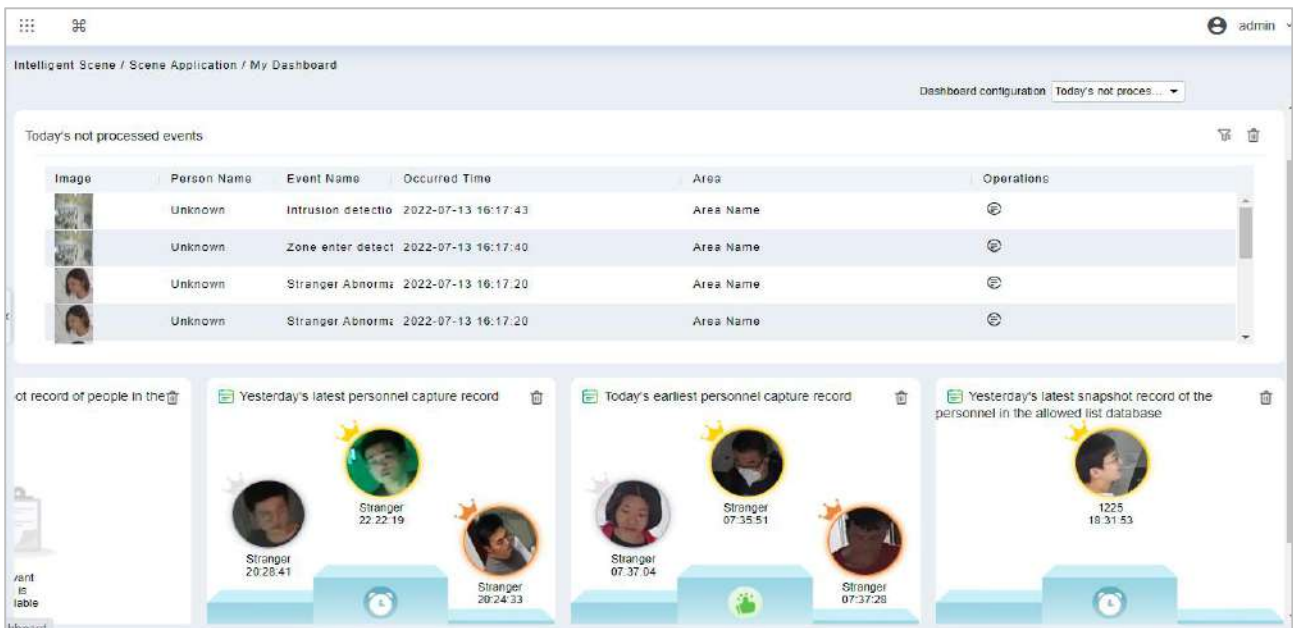 ⌘ admin
Intelligent Scene / Scene Application / My Dashboard
Dashboard configuration Today's not proces...
Today's not processed events
Image Person Name Event Name Occurred Time Area Operations
Unknown Intrusion detectio 2022-07-13 16:17:43 Area Name
Unknown Zone enter detect 2022-07-13 16:17:40 Area Name
Unknown Stranger Abnorma 2022-07-13 16:17:20 Area Name
Unknown Stranger Abnorma 2022-07-13 16:17:20 Area Name
ot record of people in the
Yesterday's latest personnel capture record
Stranger
22:22:19
Stranger
20:28:41
Stranger
20:24:33
Today's earliest personnel capture record
Stranger
07:35:51
Stranger
07:37:04
Stranger
07:37:28
Yesterday's latest snapshot record of the
personnel in the allowed list database
1225
18:31:53
is